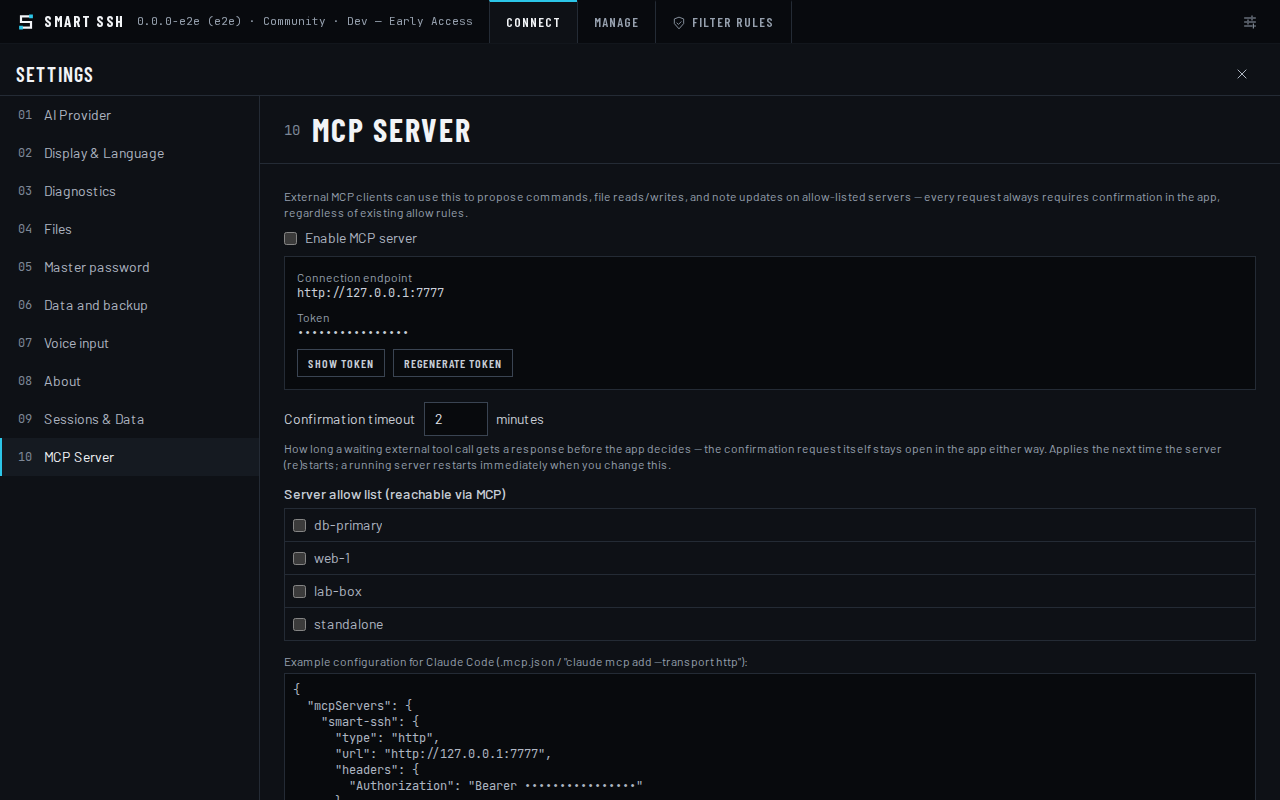 SMART SSH 0.0.0-e2e (e2e) · Community · Dev — Early Access CONNECT MANAGE FILTER RULES
SETTINGS
01 AI Provider
02 Display & Language
03 Diagnostics
04 Files
05 Master password
06 Data and backup
07 Voice input
08 About
09 Sessions & Data
10 MCP Server
10 MCP SERVER
External MCP clients can use this to propose commands, file reads/writes, and note updates on allow-listed servers — every request always requires confirmation in the app,
regardless of existing allow rules.
Enable MCP server
Connection endpoint
http://127.0.0.1:7777
Token
••••••••••••••••
SHOW TOKEN REGENERATE TOKEN
Confirmation timeout 2 minutes
How long a waiting external tool call gets a response before the app decides — the confirmation request itself stays open in the app either way. Applies the next time the server
(re)starts; a running server restarts immediately when you change this.
Server allow list (reachable via MCP)
db-primary
web-1
lab-box
standalone
Example configuration for Claude Code (.mcp.json / "claude mcp add --transport http"):
{
"mcpServers": {
"smart-ssh": {
"type": "http",
"url": "http://127.0.0.1:7777",
"headers": {
"Authorization": "Bearer ••••••••••••••••"